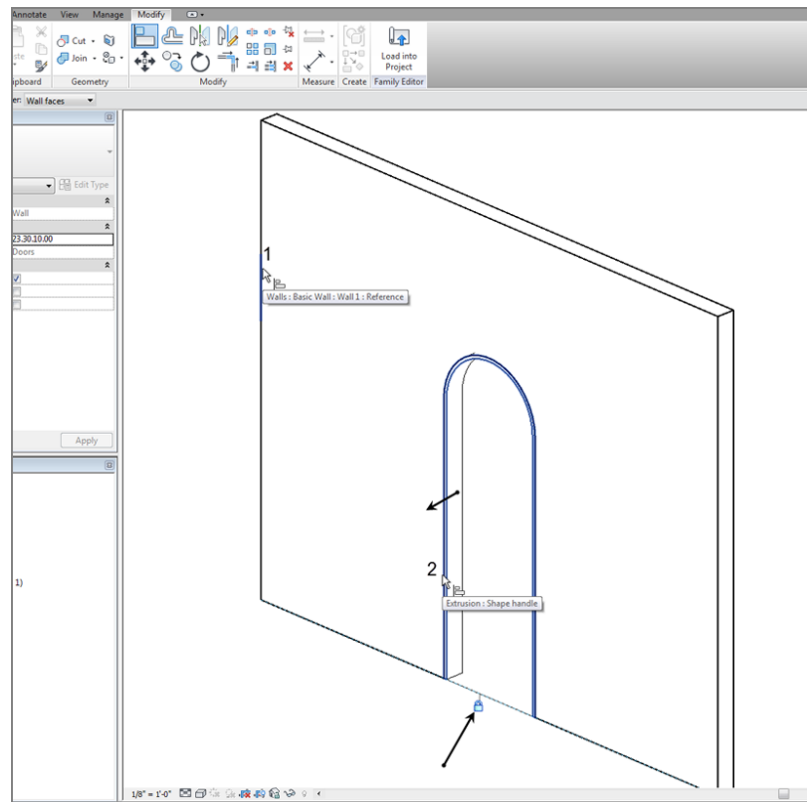 Annotate View Manage Modify
Cut
Join
Load into
Project
ipboard Geometry Modify Measure Create Family Editor
er: Wall faces
Edit Type
Wall
23.30.10.00
Doors
1
Walls : Basic Wall : Wall 1 : Reference
Apply
2
1)
Extrusion : Shape handle
1/8" = 1'-0"